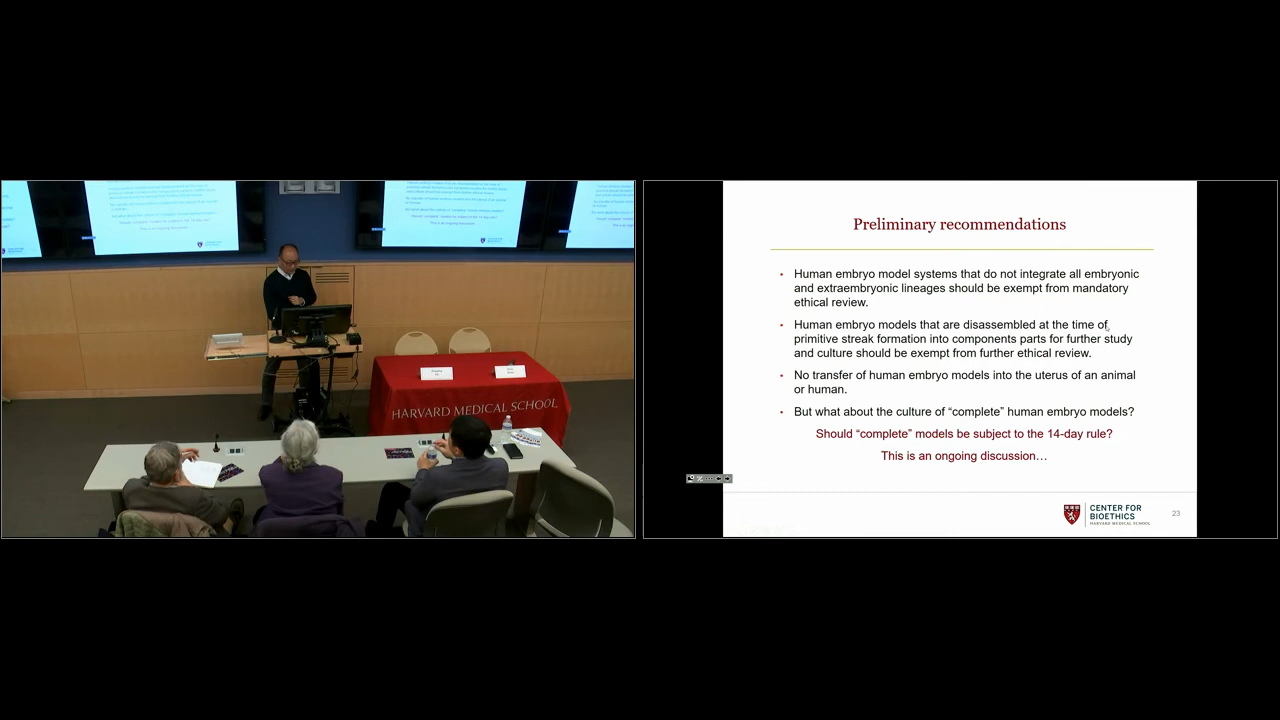 HARVARD MEDICAL SCHOOL
Preliminary recommendations
• Human embryo model systems that do not integrate all embryonic
and extraembryonic lineages should be exempt from mandatory
ethical review.
• Human embryo models that are disassembled at the time of
primitive streak formation into components parts for further study
and culture should be exempt from further ethical review.
• No transfer of human embryo models into the uterus of an animal
or human.
• But what about the culture of “complete” human embryo models?
Should “complete” models be subject to the 14-day rule?
This is an ongoing discussion…
CENTER FOR
BIOETHICS
HARVARD MEDICAL SCHOOL
23